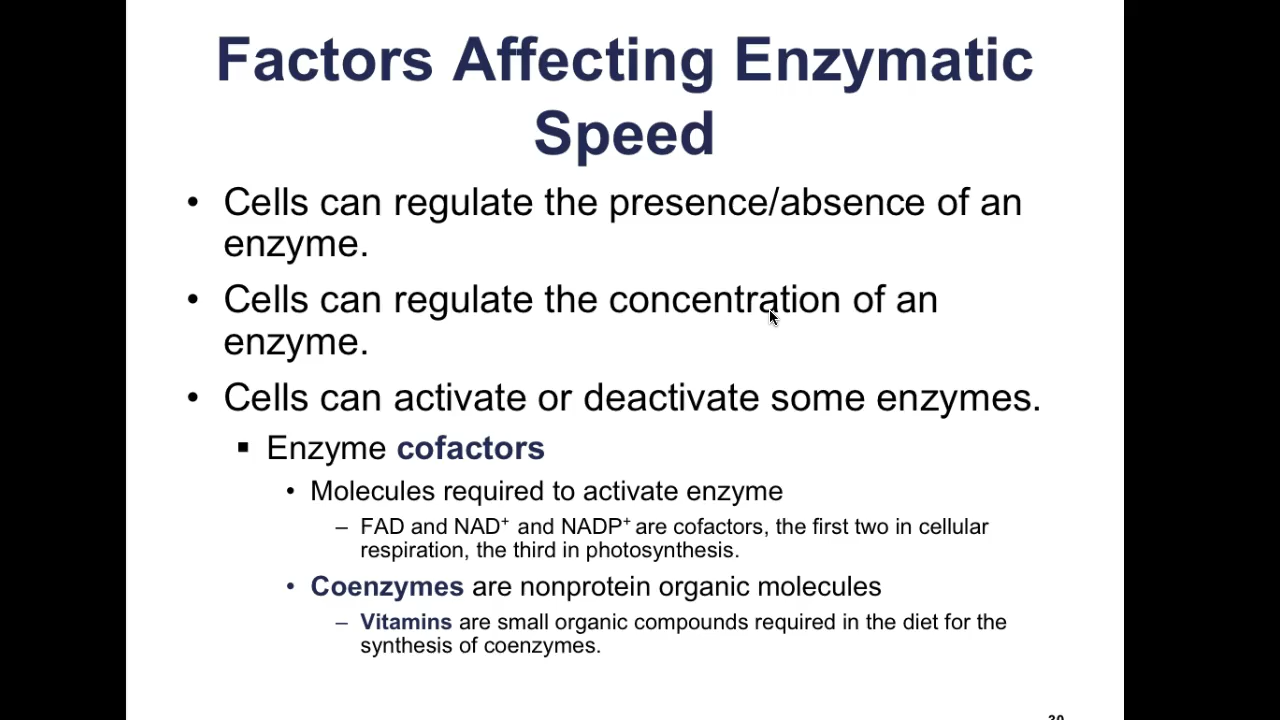 Factors Affecting Enzymatic
Speed
• Cells can regulate the presence/absence of an
enzyme.
• Cells can regulate the concentration of an
enzyme.
• Cells can activate or deactivate some enzymes.
▪ Enzyme cofactors
• Molecules required to activate enzyme
– FAD and NAD⁺ and NADP⁺ are cofactors, the first two in cellular
respiration, the third in photosynthesis.
• Coenzymes are nonprotein organic molecules
– Vitamins are small organic compounds required in the diet for the
synthesis of coenzymes.